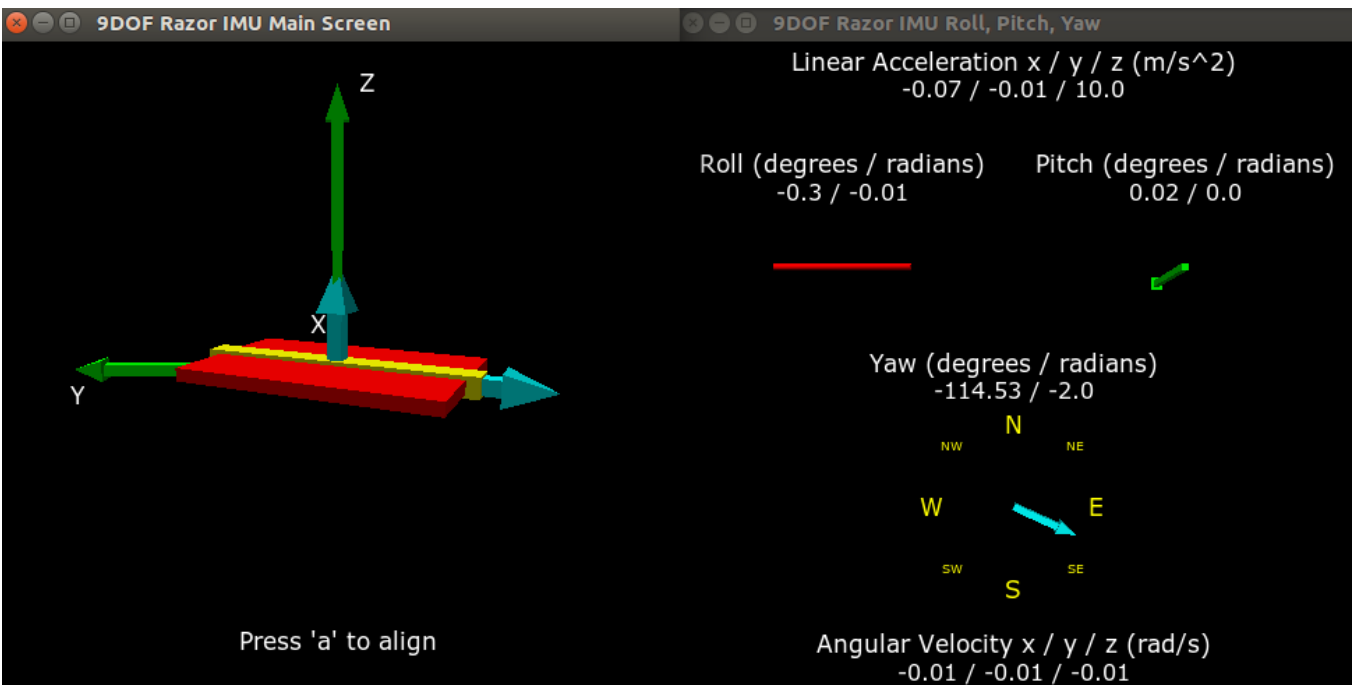 9DOF Razor IMU Main Screen
Z
X
Y
Press 'a' to align
9DOF Razor IMU Roll, Pitch, Yaw
Linear Acceleration x / y / z (m/s^2)
-0.07 / -0.01 / 10.0
Roll (degrees / radians)
-0.3 / -0.01
Pitch (degrees / radians)
0.02 / 0.0
Yaw (degrees / radians)
-114.53 / -2.0
N
NW NE
W E
SW SE
S
Angular Velocity x / y / z (rad/s)
-0.01 / -0.01 / -0.01